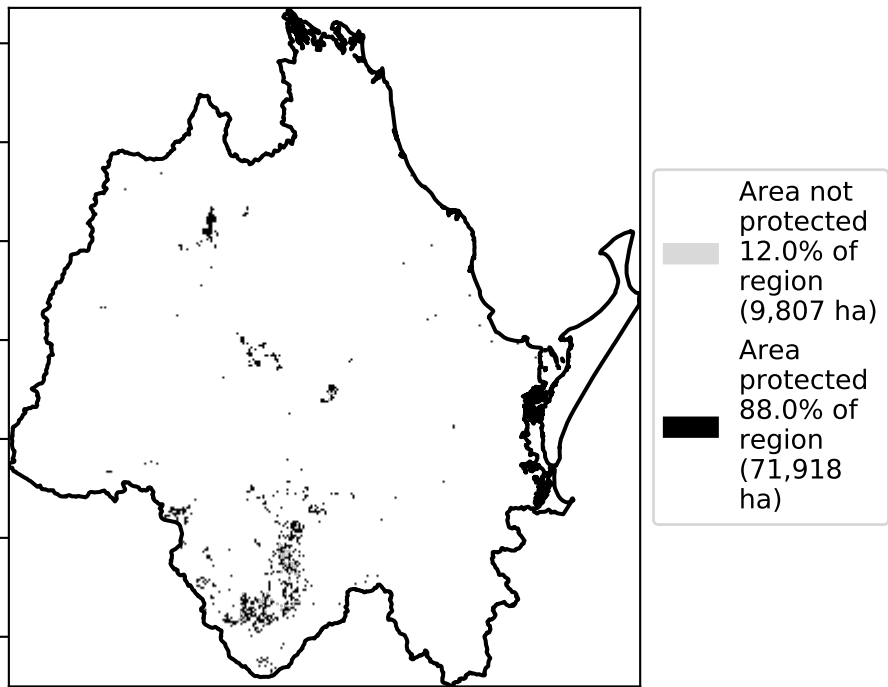 Area not
protected
12.0% of
region
(9,807 ha)
Area
protected
88.0% of
region
(71,918
ha)